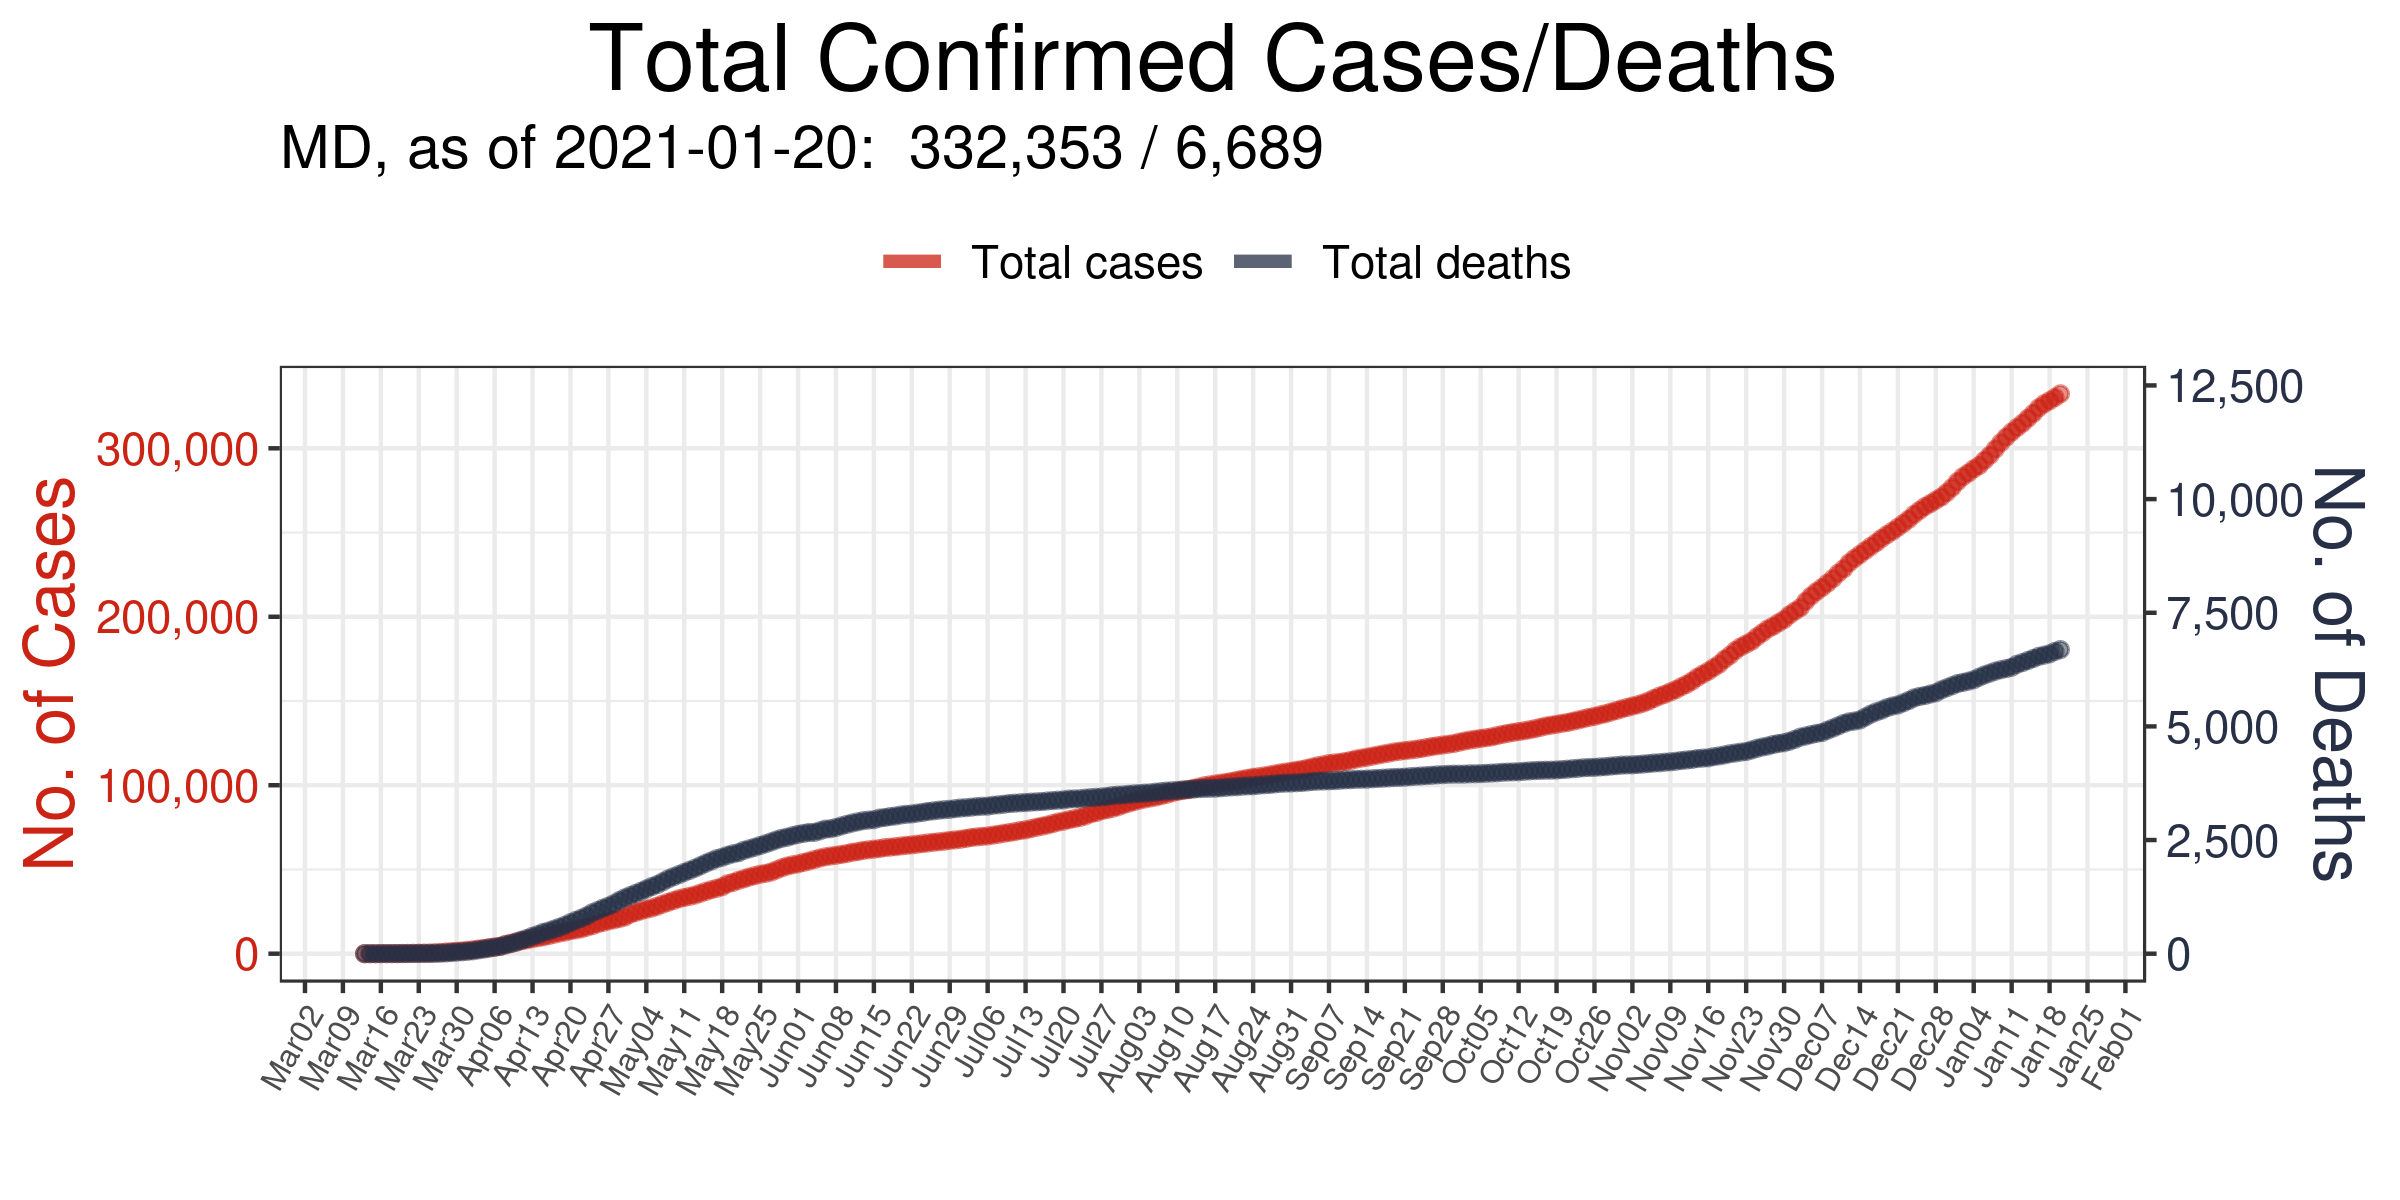 Total Confirmed Cases/Deaths
MD, as of 2021-01-20:  332,353 / 6,689
Total cases
Total deaths
No. of Cases
300,000
200,000
100,000
0
12,500
10,000
7,500
5,000
2,500
0
No. of Deaths
Mar02
Mar09
Mar16
Mar23
Mar30
Apr06
Apr13
Apr20
Apr27
May04
May11
May18
May25
Jun01
Jun08
Jun15
Jun22
Jun29
Jul06
Jul13
Jul20
Jul27
Aug03
Aug10
Aug17
Aug24
Aug31
Sep07
Sep14
Sep21
Sep28
Oct05
Oct12
Oct19
Oct26
Nov02
Nov09
Nov16
Nov23
Nov30
Dec07
Dec14
Dec21
Dec28
Jan04
Jan11
Jan18
Jan25
Feb01